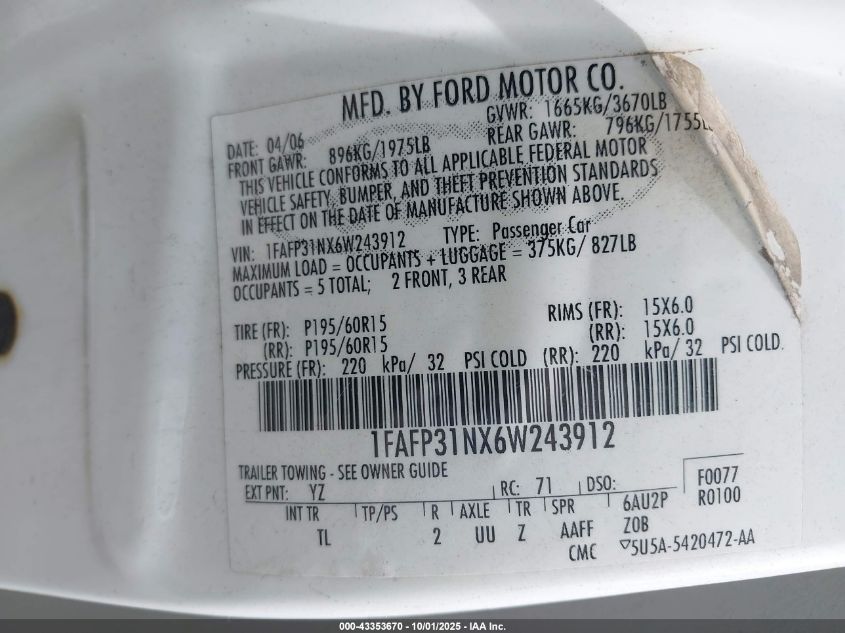 MFD. BY FORD MOTOR CO.
DATE: 04/06 GVWR: 1665KG/3670LB
FRONT GAWR: 896KG/1975LB REAR GAWR: 796KG/1755L
THIS VEHICLE CONFORMS TO ALL APPLICABLE FEDERAL MOTOR
VEHICLE SAFETY, BUMPER, AND THEFT PREVENTION STANDARDS
IN EFFECT ON THE DATE OF MANUFACTURE SHOWN ABOVE.
VIN: 1FAFP31NX6W243912 TYPE: Passenger Car
MAXIMUM LOAD = OCCUPANTS + LUGGAGE = 375KG/ 827LB
OCCUPANTS = 5 TOTAL; 2 FRONT, 3 REAR
TIRE (FR): P195/60R15 RIMS (FR): 15X6.0
(RR): P195/60R15 (RR): 15X6.0
PRESSURE (FR): 220 kPa/ 32 PSI COLD (RR): 220 kPa/ 32 PSI COLD
1FAFP31NX6W243912
TRAILER TOWING - SEE OWNER GUIDE
EXT PNT: YZ RC: 71 DSO: F0077
INT TR TP/PS R AXLE TR SPR 6AU2P R0100
TL 2 UU Z AAFF Z0B
CMC ▽5U5A-5420472-AA
000-43353670 - 10/01/2025 - IAA Inc.